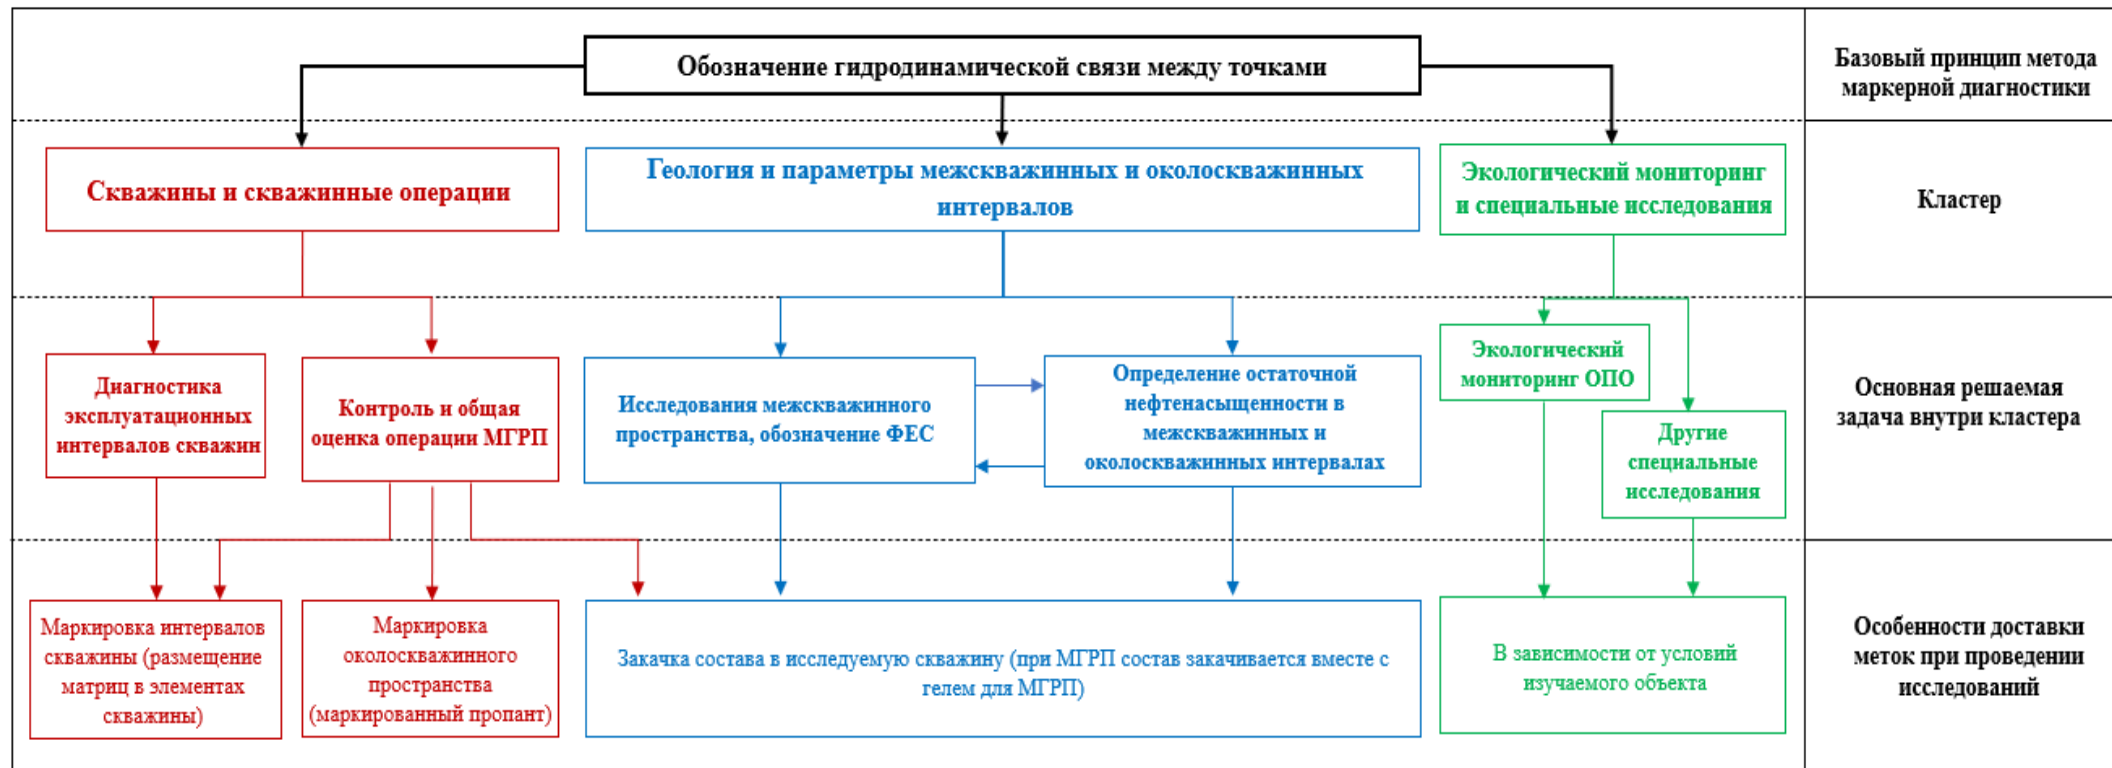 Обозначение гидродинамической связи между точками
Базовый принцип метода
маркерной диагностики
Скважины и скважинные операции
Геология и параметры межскважинных и околоскважинных
интервалов
Экологический мониторинг
и специальные исследования
Кластер
Диагностика
эксплуатационных
интервалов скважин
Контроль и общая
оценка операции МГРП
Исследования межскважинного
пространства, обозначение ФЕС
Определение остаточной
нефтенасыщенности в
межскважинных и
околоскважинных интервалах
Экологический
мониторинг ОПО
Другие
специальные
исследования
Основная решаемая
задача внутри кластера
Маркировка интервалов
скважины (размещение
матриц в элементах
скважины)
Маркировка
околоскважинного
пространства
(маркированный пропант)
Закачка состава в исследуемую скважину (при МГРП состав закачивается вместе с
гелем для МГРП)
В зависимости от условий
изучаемого объекта
Особенности доставки
меток при проведении
исследований